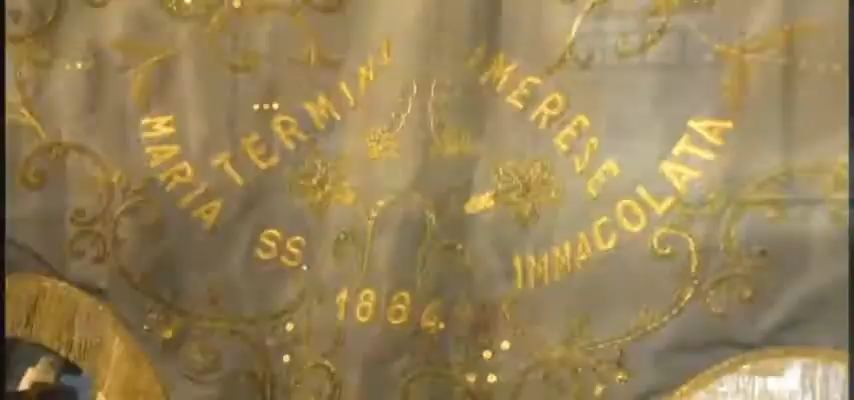 TERMINI IMERESE
MARIA SS. IMMACOLATA
1884